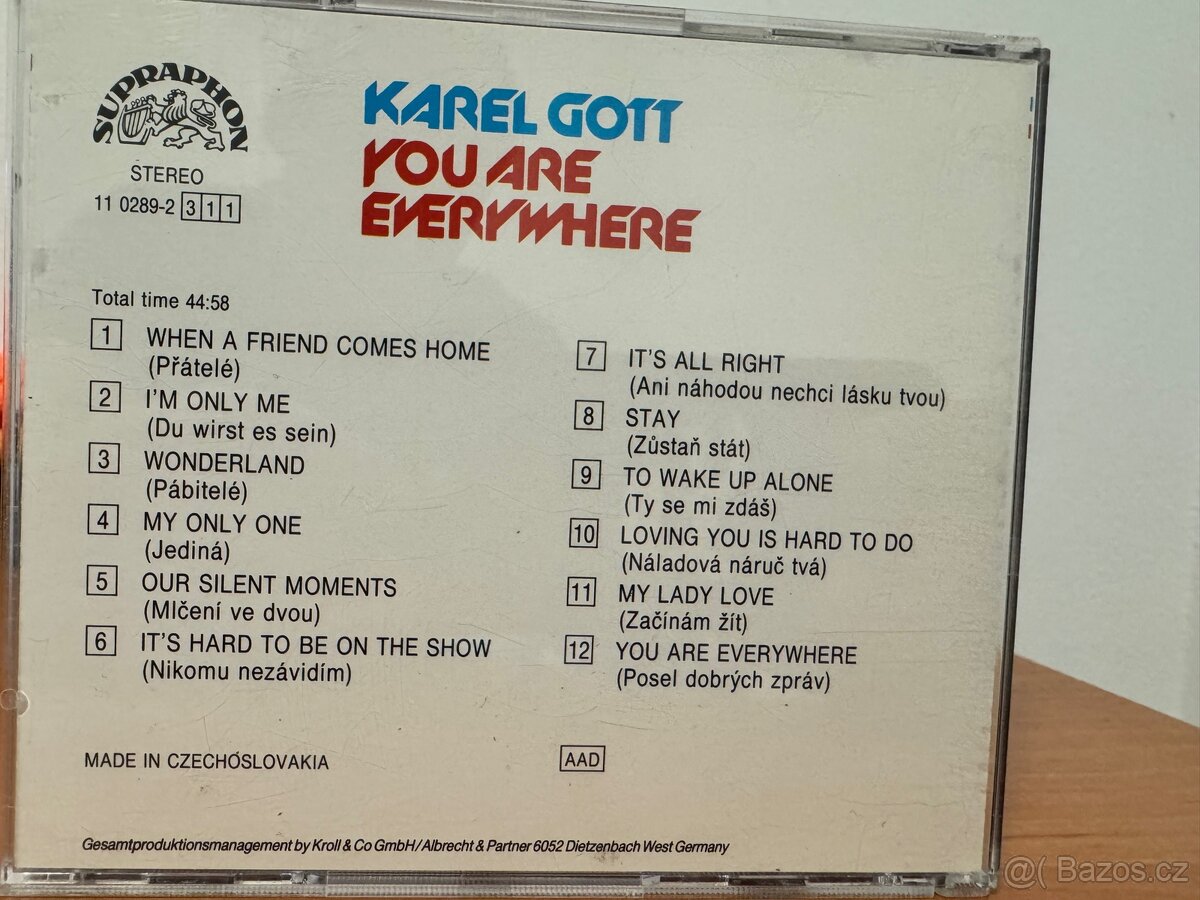 SUPRAPHON
STEREO
11 0289-2 311
KAREL GOTT
YOU ARE
EVERYWHERE
Total time 44:58
1 WHEN A FRIEND COMES HOME
(Přátelé)
2 I'M ONLY ME
(Du wirst es sein)
3 WONDERLAND
(Pábitelé)
4 MY ONLY ONE
(Jediná)
5 OUR SILENT MOMENTS
(Mlčení ve dvou)
6 IT'S HARD TO BE ON THE SHOW
(Nikomu nezávidím)
7 IT'S ALL RIGHT
(Ani náhodou nechci lásku tvou)
8 STAY
(Zůstaň stát)
9 TO WAKE UP ALONE
(Ty se mi zdáš)
10 LOVING YOU IS HARD TO DO
(Náladová náruč tvá)
11 MY LADY LOVE
(Začínám žít)
12 YOU ARE EVERYWHERE
(Posel dobrých zpráv)
MADE IN CZECHOSLOVAKIA
AAD
Gesamtproduktionsmanagement by Kroll & Co GmbH/Albrecht & Partner 6052 Dietzenbach West Germany
@( Bazos.cz